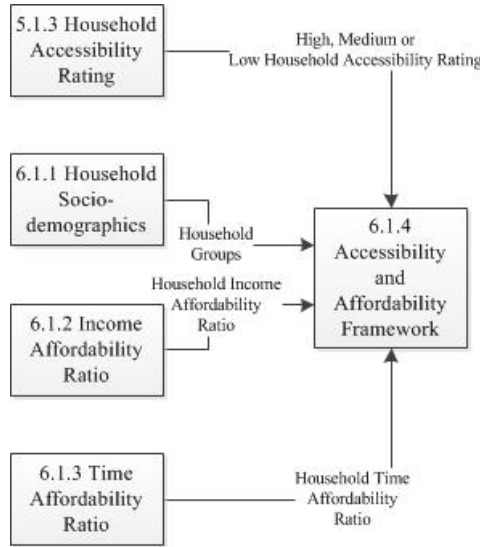 5.1.3 Household
Accessibility
Rating
High, Medium or
Low Household Accessibility Rating
6.1.1 Household
Socio-
demographics
Household
Groups
6.1.4
Accessibility
and
Affordability
Framework
Household Income
Affordability
Ratio
6.1.2 Income
Affordability
Ratio
6.1.3 Time
Affordability
Ratio
Household Time
Affordability
Ratio